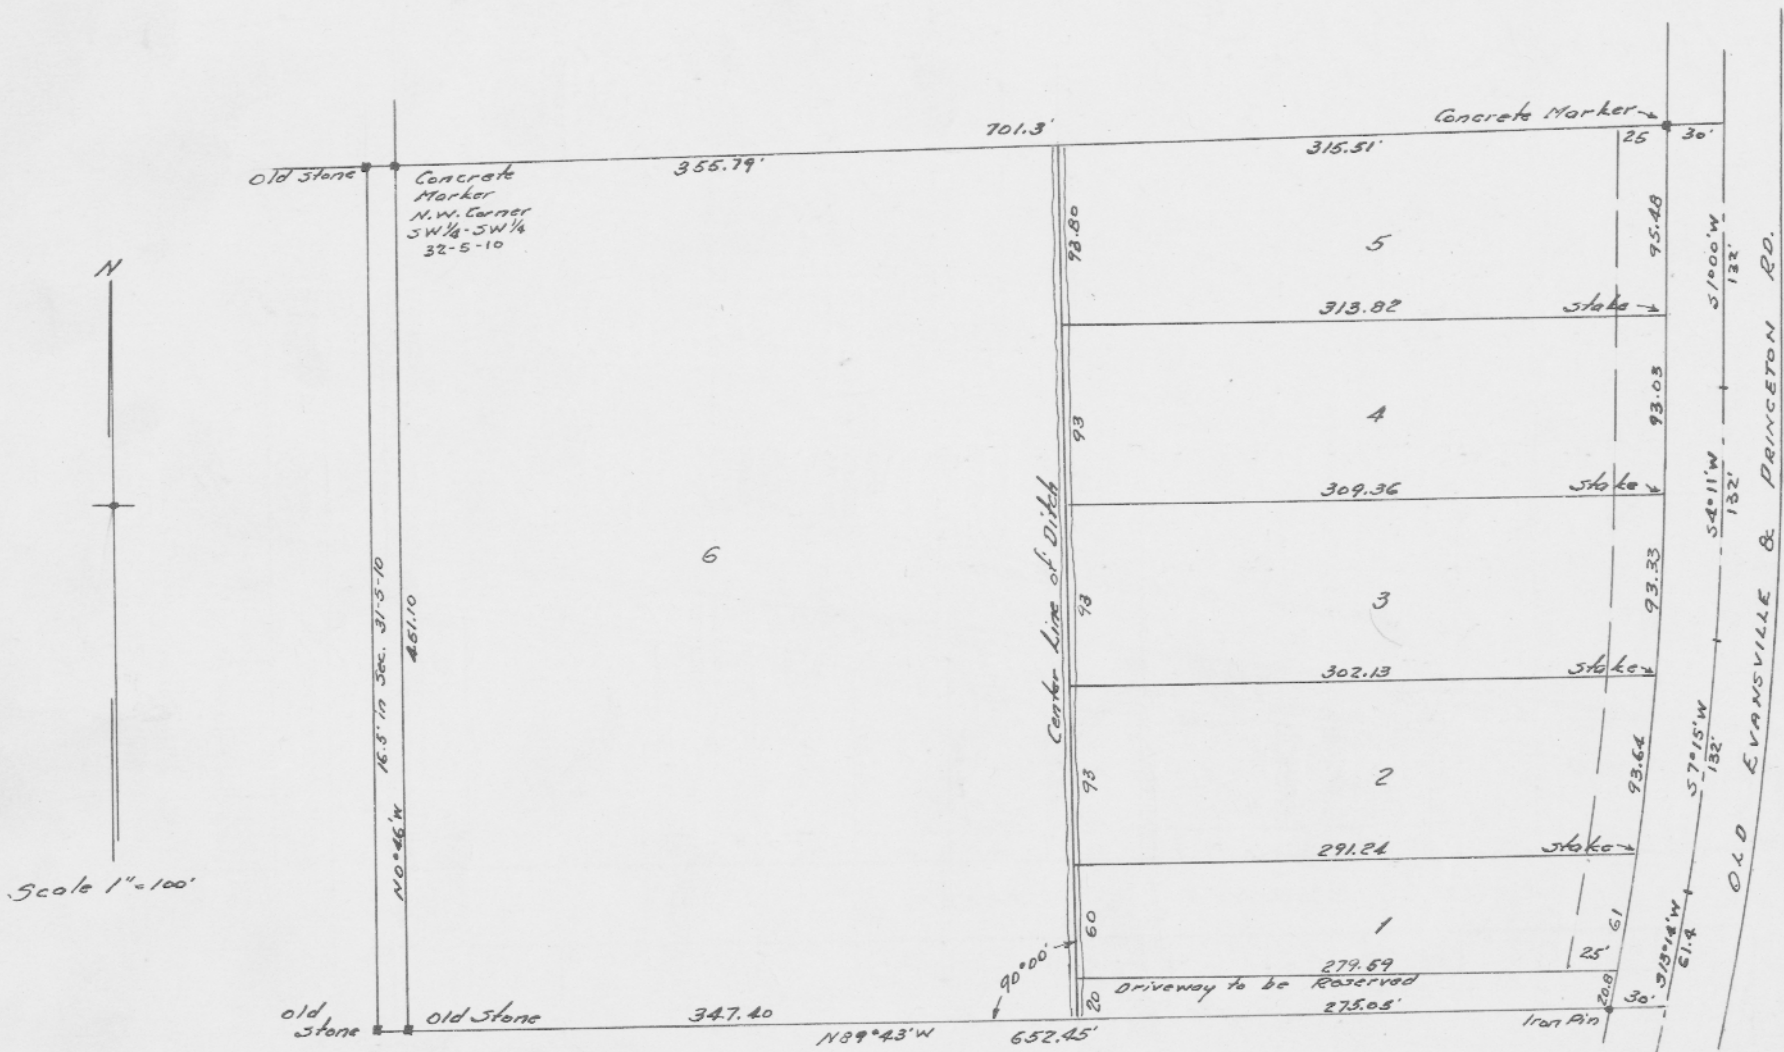 701.3'
Concrete Marker
355.79'
315.51'
25
30'
Old Stone
Concrete
Marker
N.W. Corner
SW¼-SW¼
32-5-10
N
93.80
5
95.48
S1°00'W
132'
313.82
Stake
4
93
93.03
309.36
Stake
S4°11'W
132'
6
Center Line of Ditch
93
3
93.33
302.13
Stake
16.5' in Sec. 31-5-10
451.10
N0°46'W
93
2
93.64
S7°15'W
132'
OLD EVANSVILLE & PRINCETON RD.
291.24
Stake
Scale 1"=100'
60
1
61
S13°14'W
61.4
25'
90°00'
279.59
Driveway to be Reserved
20
275.05'
20.8
30'
Iron Pin
Old
Stone
Old Stone
347.40
N89°43'W
652.45'